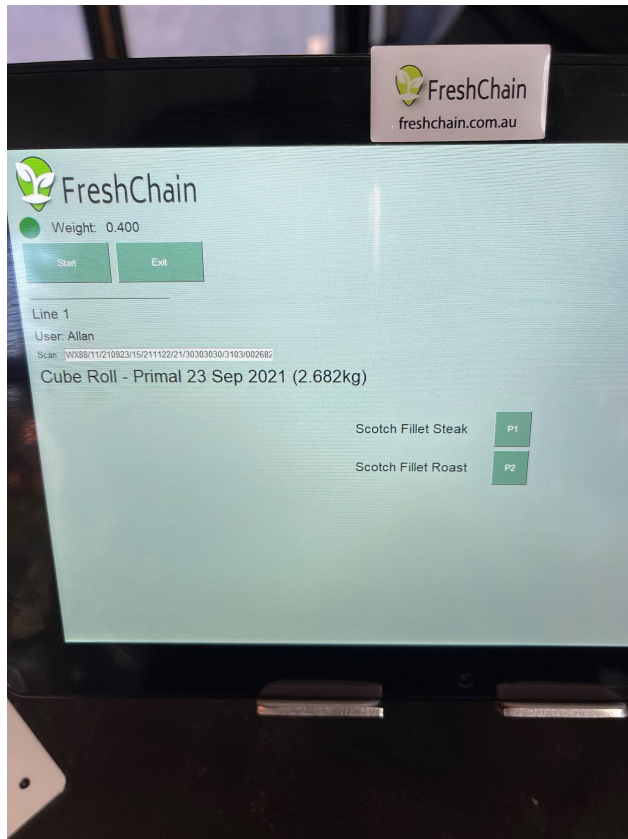 FreshChain
freshchain.com.au
FreshChain
Weight: 0.400
Start Exit
Line 1
User: Allan
Scan WX88/11/210923/15/211122/21/30303030/3103/002682
Cube Roll - Primal 23 Sep 2021 (2.682kg)
Scotch Fillet Steak P1
Scotch Fillet Roast P2